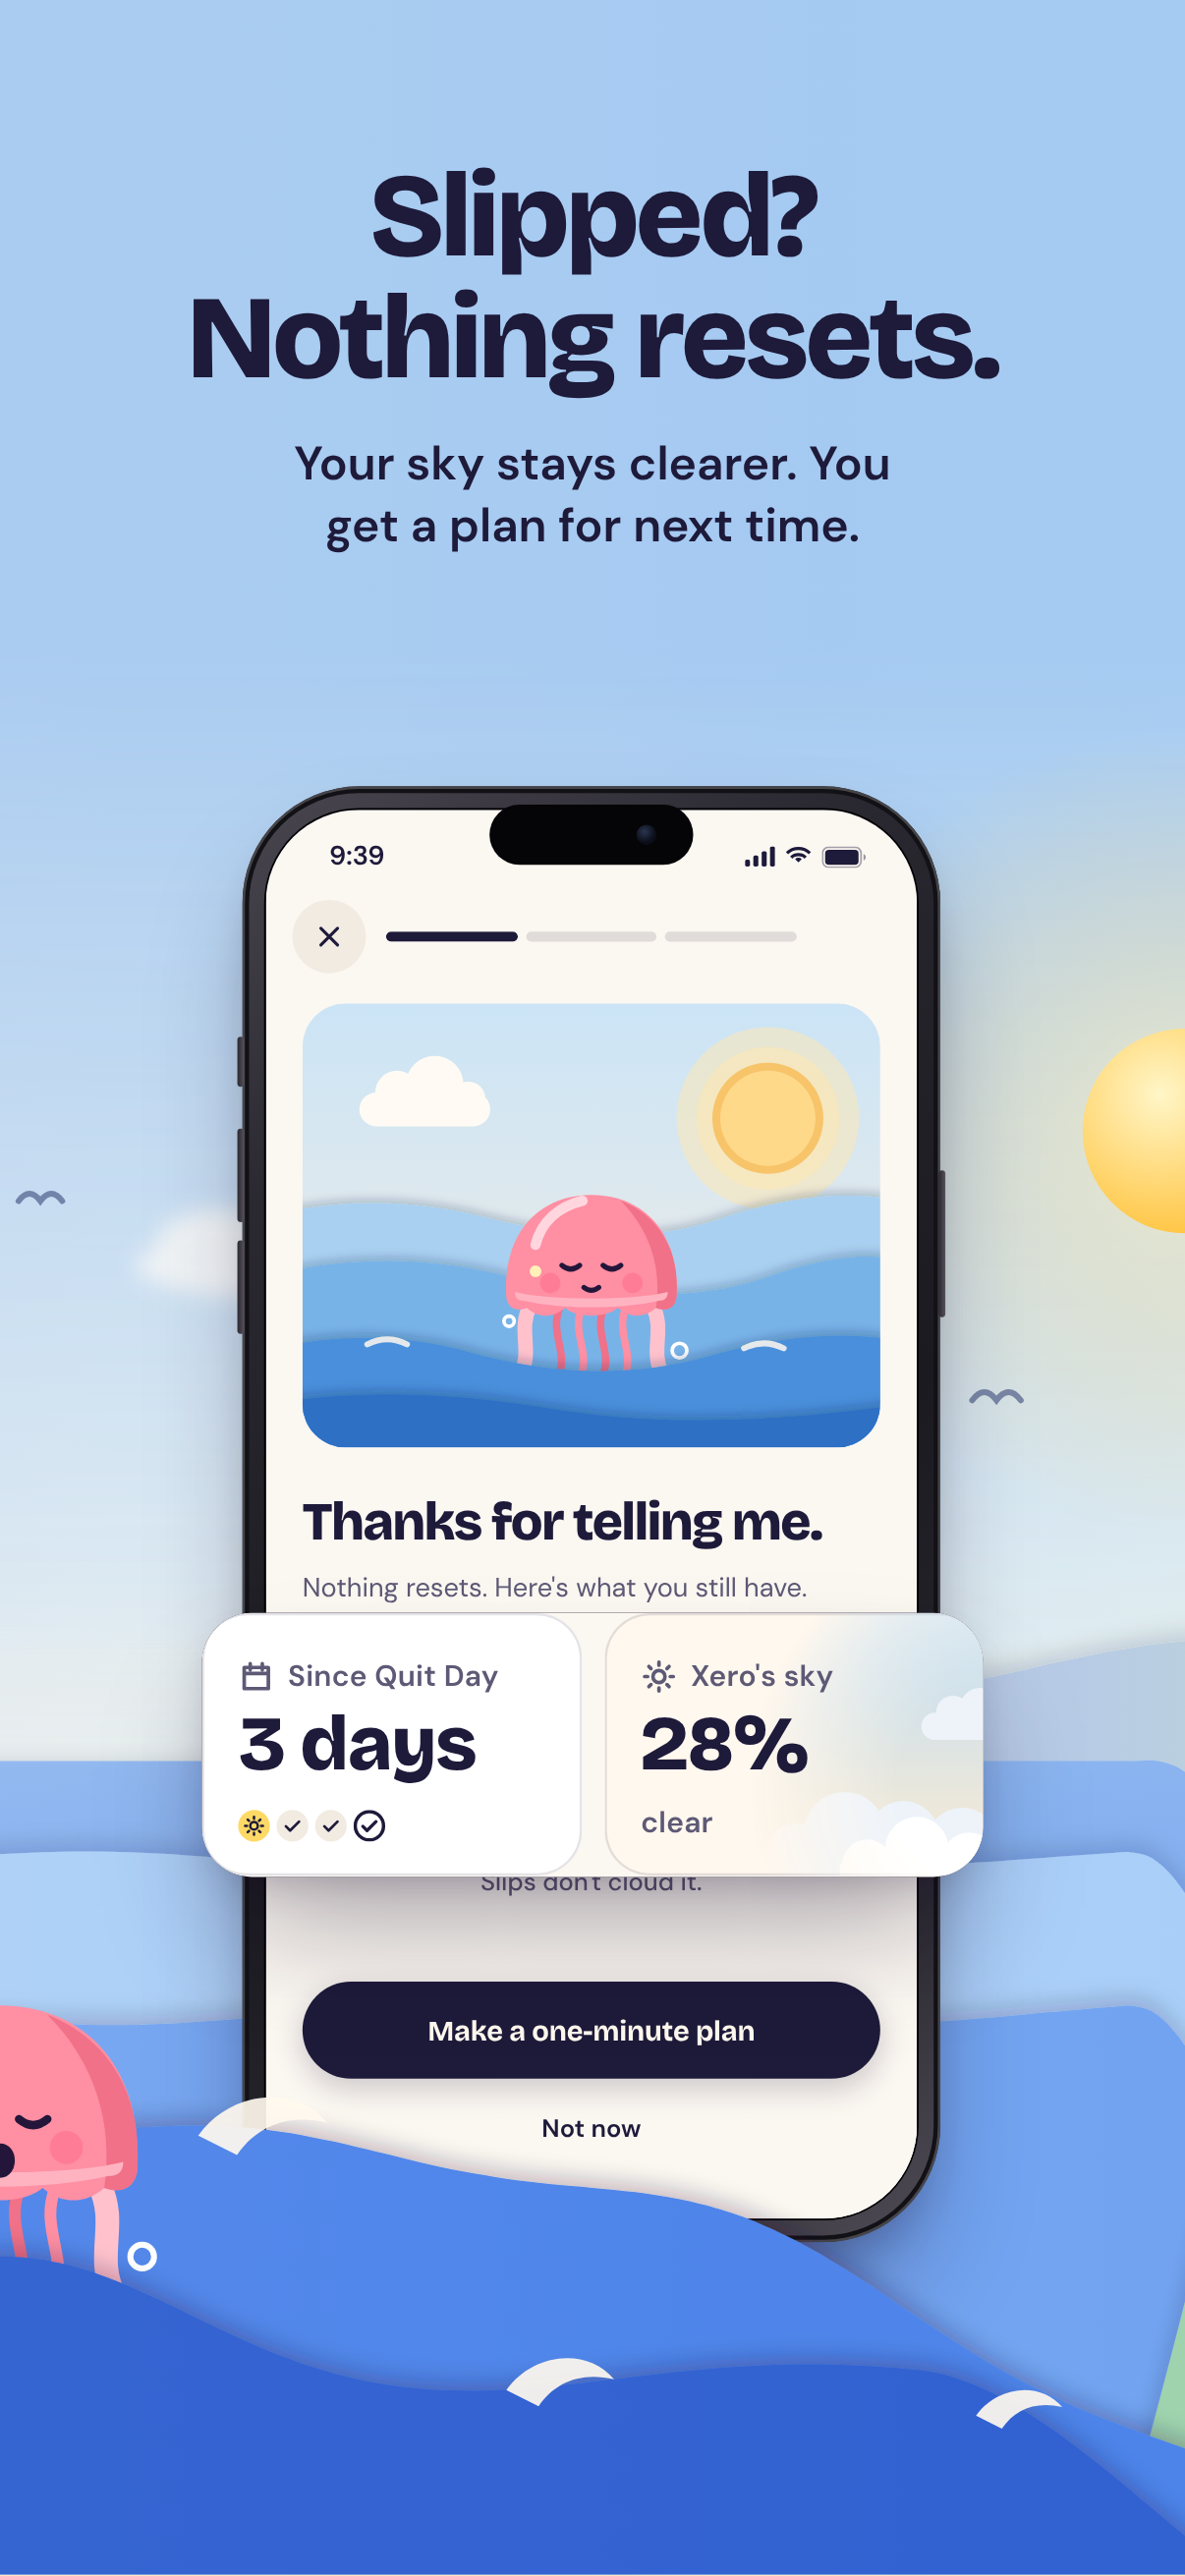 Slipped?
Nothing resets.
Your sky stays clearer. You
get a plan for next time.
9:39
Thanks for telling me.
Nothing resets. Here's what you still have.
Since Quit Day
3 days
Xero's sky
28%
clear
Slips don't cloud it.
Make a one-minute plan
Not now